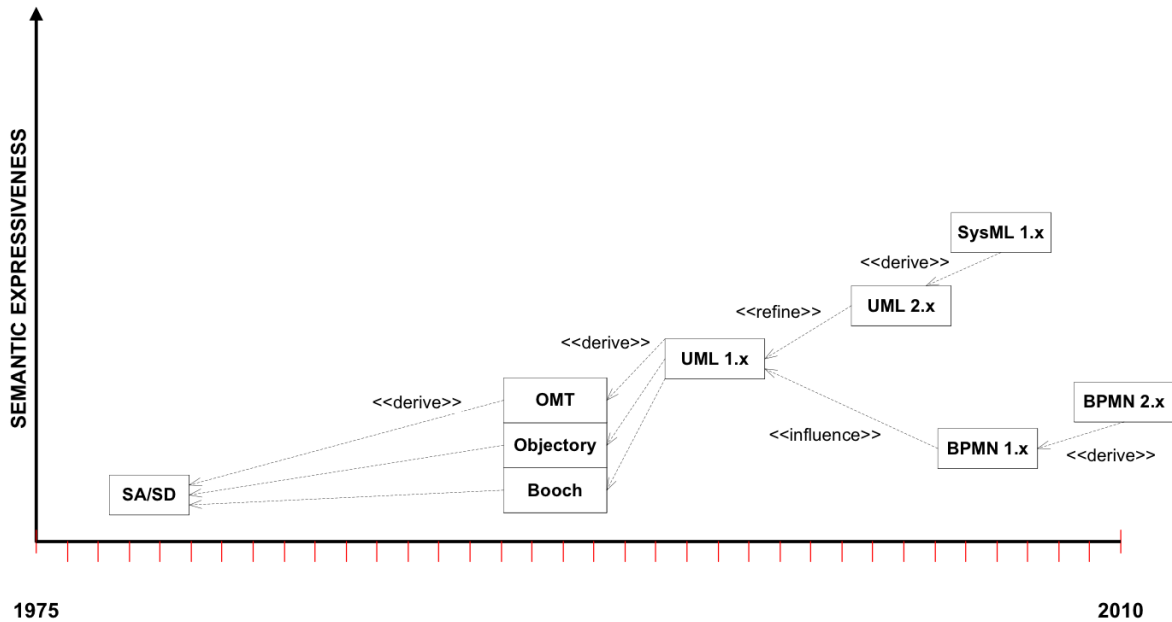 SEMANTIC EXPRESSIVENESS
SysML 1.x
<<derive>>
UML 2.x
<<refine>>
<<derive>>
UML 1.x
<<derive>>
OMT
BPMN 2.x
Objectory
<<influence>>
BPMN 1.x
<<derive>>
SA/SD
Booch
1975
2010